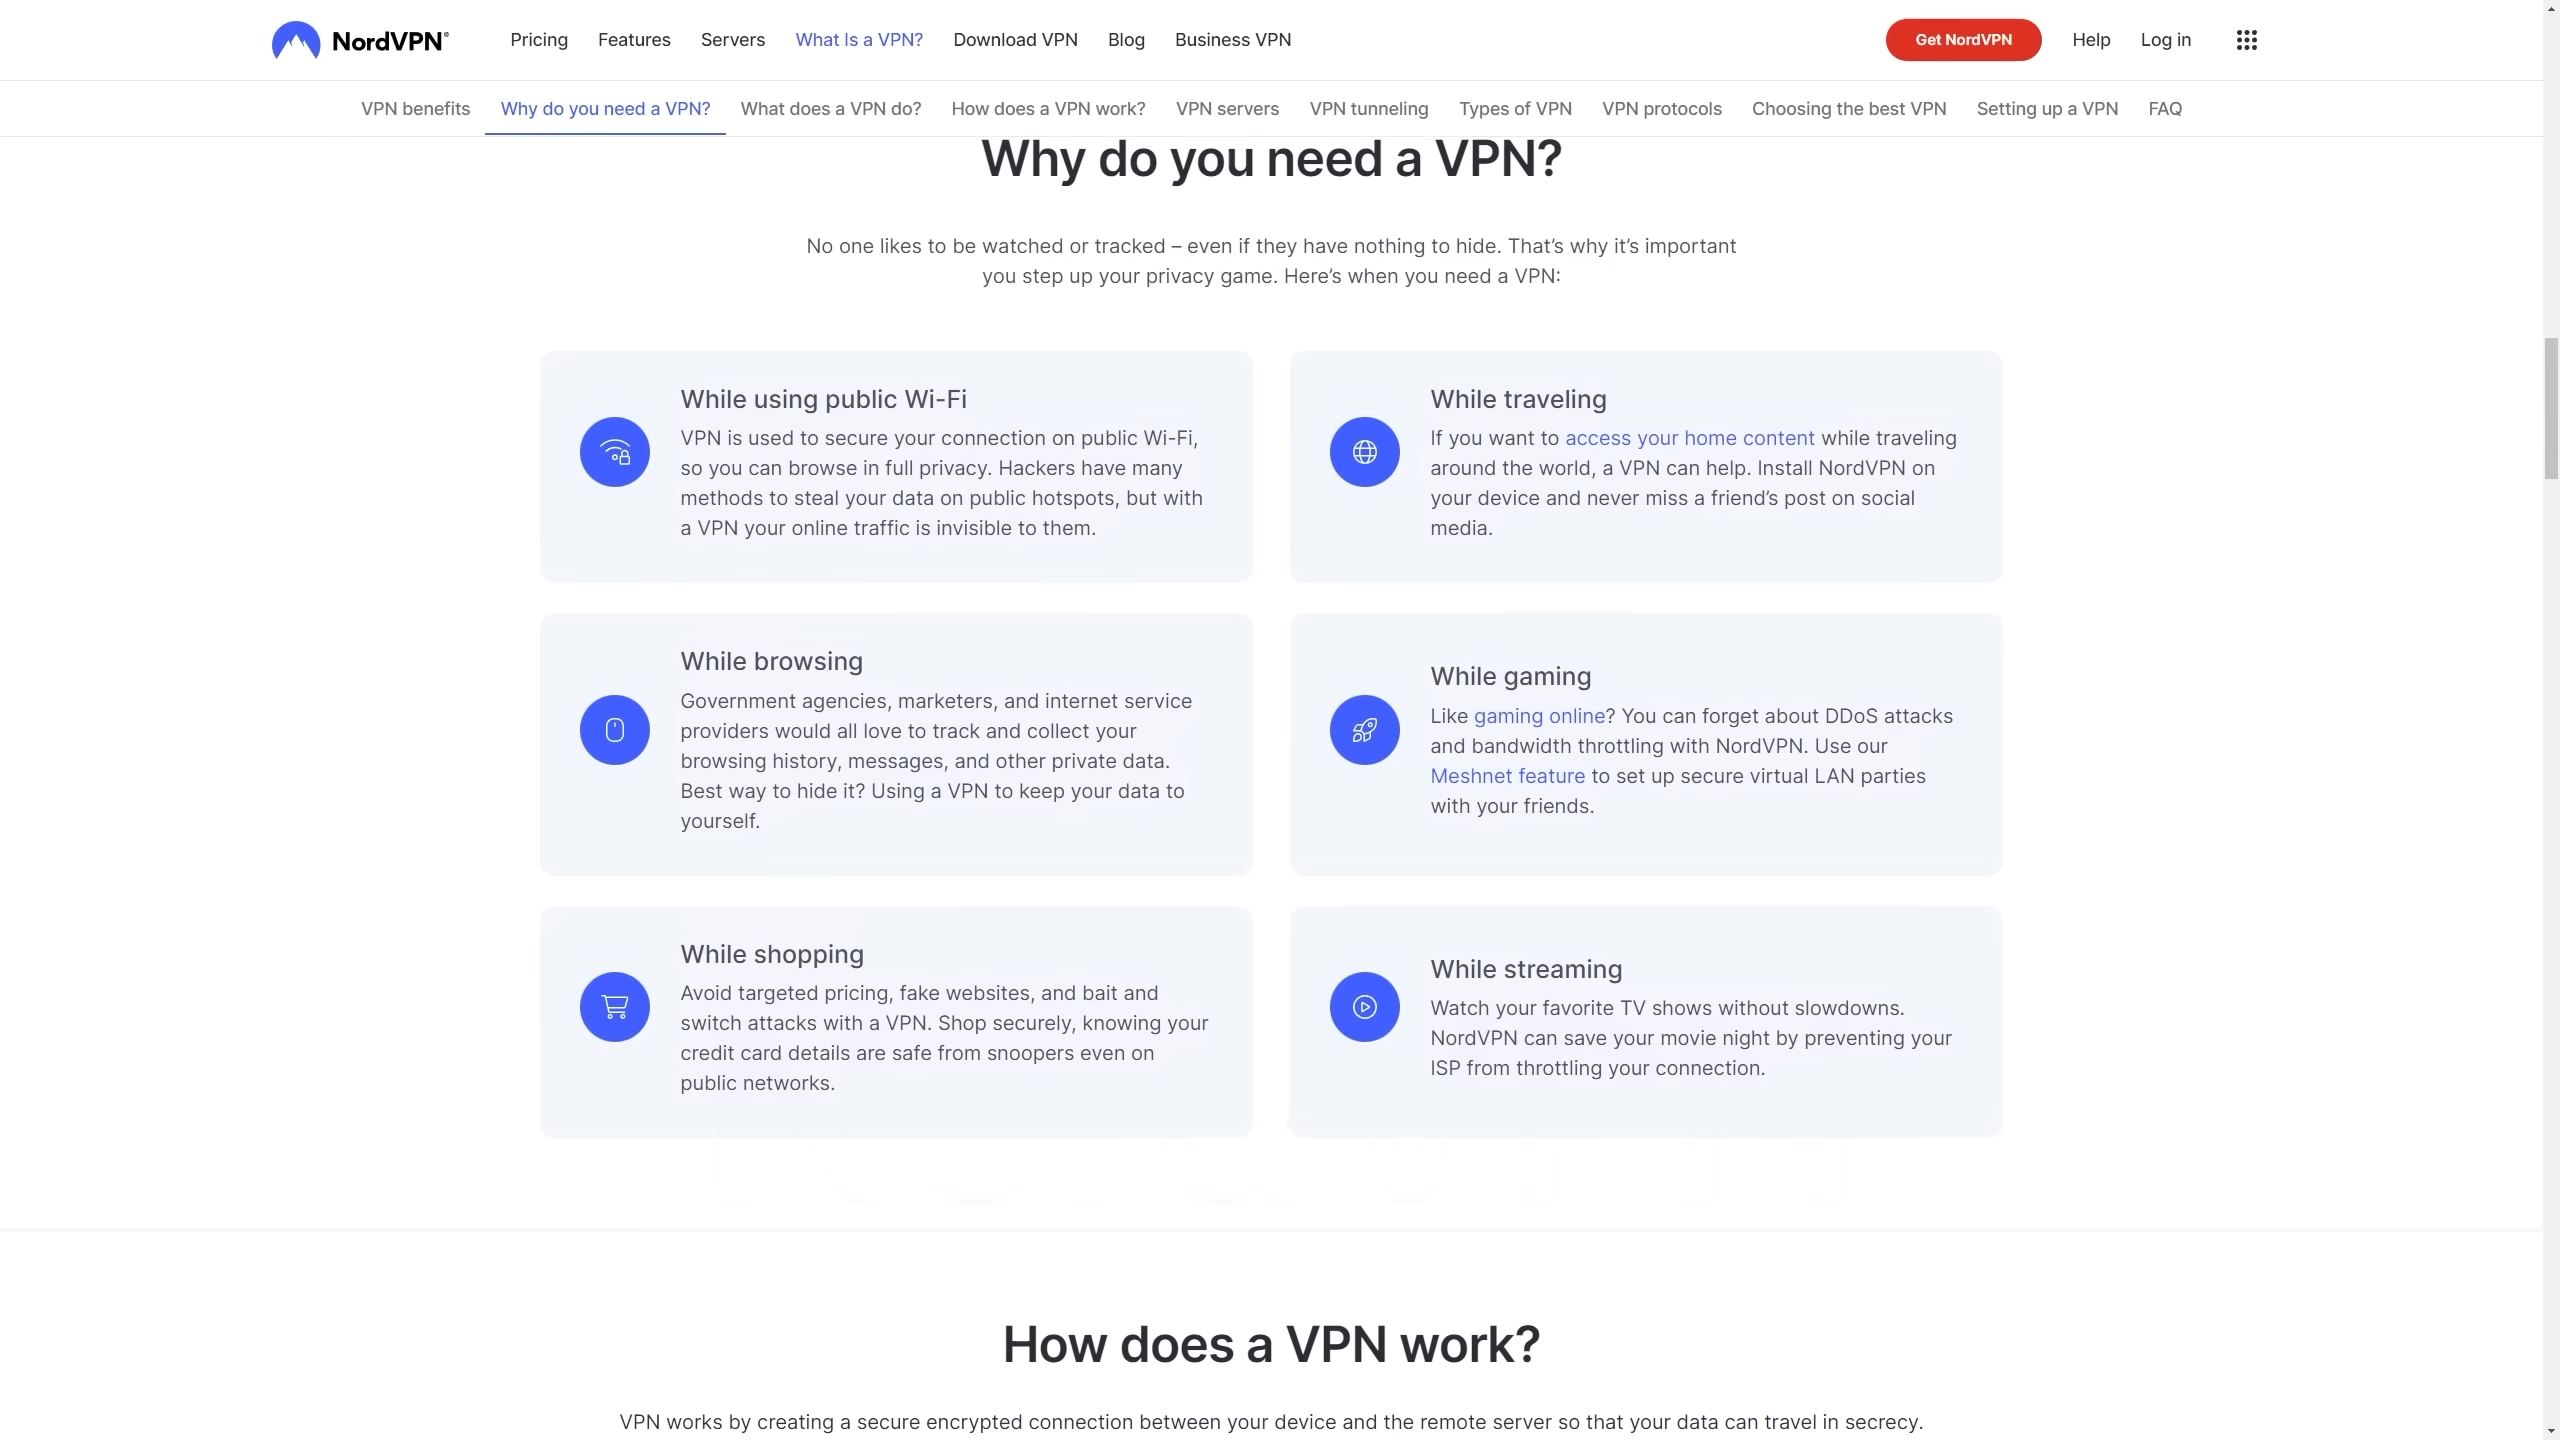 NordVPN®
Pricing
Features
Servers
What Is a VPN?
Download VPN
Blog
Business VPN
Get NordVPN
Help
Log in
VPN benefits
Why do you need a VPN?
What does a VPN do?
How does a VPN work?
VPN servers
VPN tunneling
Types of VPN
VPN protocols
Choosing the best VPN
Setting up a VPN
FAQ
Why do you need a VPN?
No one likes to be watched or tracked – even if they have nothing to hide. That’s why it’s important
you step up your privacy game. Here’s when you need a VPN:
While using public Wi-Fi
VPN is used to secure your connection on public Wi-Fi,
so you can browse in full privacy. Hackers have many
methods to steal your data on public hotspots, but with
a VPN your online traffic is invisible to them.
While traveling
If you want to access your home content while traveling
around the world, a VPN can help. Install NordVPN on
your device and never miss a friend’s post on social
media.
While browsing
Government agencies, marketers, and internet service
providers would all love to track and collect your
browsing history, messages, and other private data.
Best way to hide it? Using a VPN to keep your data to
yourself.
While gaming
Like gaming online? You can forget about DDoS attacks
and bandwidth throttling with NordVPN. Use our
Meshnet feature to set up secure virtual LAN parties
with your friends.
While shopping
Avoid targeted pricing, fake websites, and bait and
switch attacks with a VPN. Shop securely, knowing your
credit card details are safe from snoopers even on
public networks.
While streaming
Watch your favorite TV shows without slowdowns.
NordVPN can save your movie night by preventing your
ISP from throttling your connection.
How does a VPN work?
VPN works by creating a secure encrypted connection between your device and the remote server so that your data can travel in secrecy.